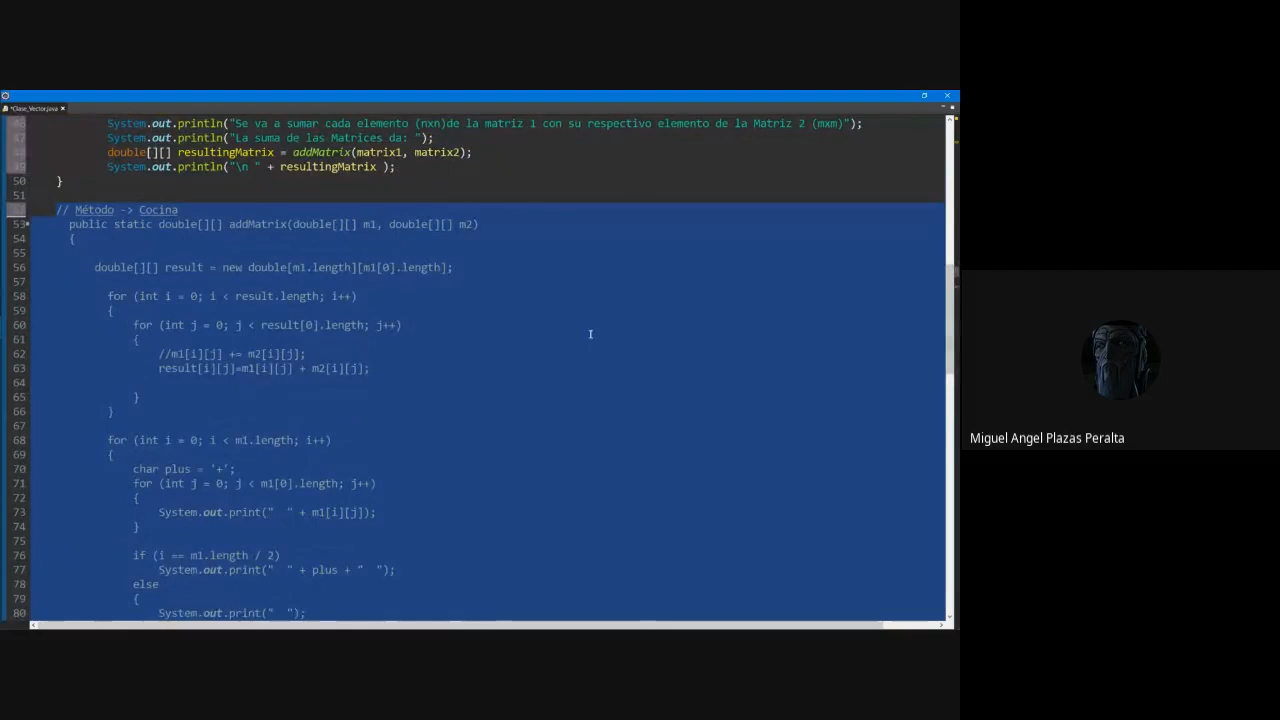 *Clase_Vector.java
46 System.out.println("Se va a sumar cada elemento (nxn)de la matriz 1 con su respectivo elemento de la Matriz 2 (mxm)");
47 System.out.println("La suma de las Matrices da: ");
48 double[][] resultingMatrix = addMatrix(matrix1, matrix2);
49 System.out.println("\n " + resultingMatrix );
50 }
51
// Método -> Cocina
53 public static double[][] addMatrix(double[][] m1, double[][] m2)
54 {
55
56 double[][] result = new double[m1.length][m1[0].length];
57
58 for (int i = 0; i < result.length; i++)
59 {
60 for (int j = 0; j < result[0].length; j++)
61 {
62 //m1[i][j] += m2[i][j];
63 result[i][j]=m1[i][j] + m2[i][j];
64
65 }
66 }
67
68 for (int i = 0; i < m1.length; i++)
69 {
70 char plus = '+';
71 for (int j = 0; j < m1[0].length; j++)
72 {
73 System.out.print("  " + m1[i][j]);
74 }
75
76 if (i == m1.length / 2)
77 System.out.print("  " + plus + "  ");
78 else
79 {
80 System.out.print("  ");
Miguel Angel Plazas Peralta